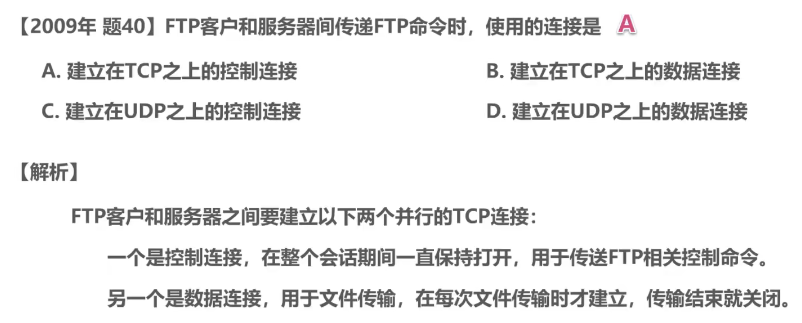 【2009年 题40】FTP客户和服务器间传递FTP命令时，使用的连接是 A
A. 建立在TCP之上的控制连接 B. 建立在TCP之上的数据连接
C. 建立在UDP之上的控制连接 D. 建立在UDP之上的数据连接
【解析】
FTP客户和服务器之间要建立以下两个并行的TCP连接：
一个是控制连接，在整个会话期间一直保持打开，用于传送FTP相关控制命令。
另一个是数据连接，用于文件传输，在每次文件传输时才建立，传输结束就关闭。